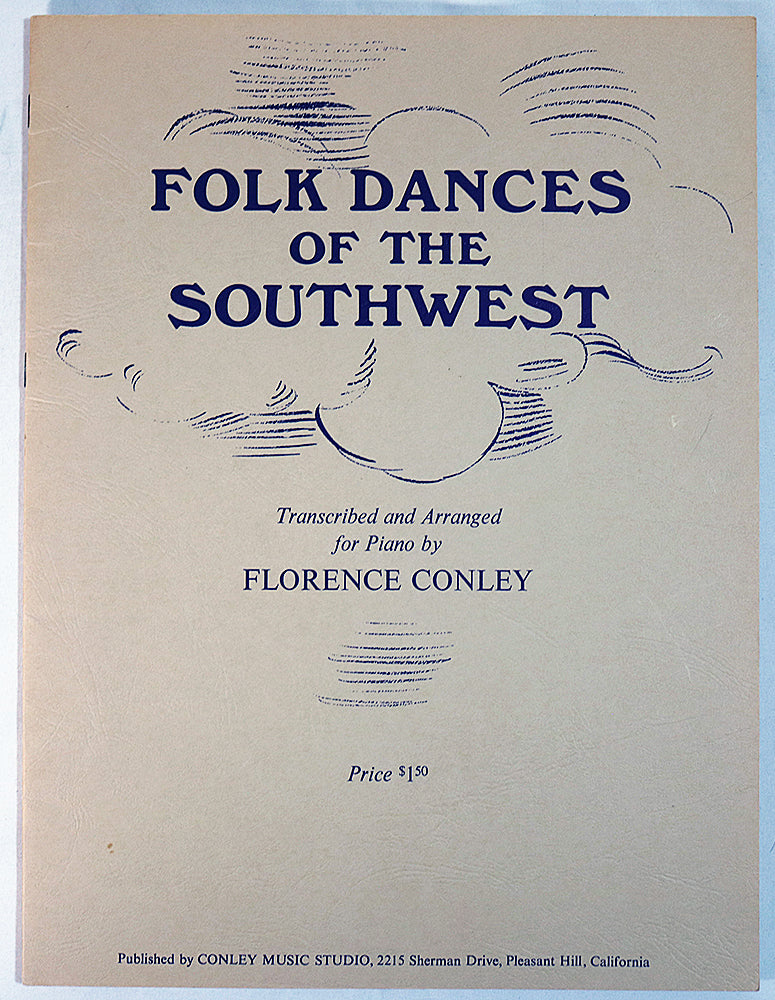 FOLK DANCES
OF THE
SOUTHWEST
Transcribed and Arranged
for Piano by
FLORENCE CONLEY
Price $1.50
Published by CONLEY MUSIC STUDIO, 2215 Sherman Drive, Pleasant Hill, California